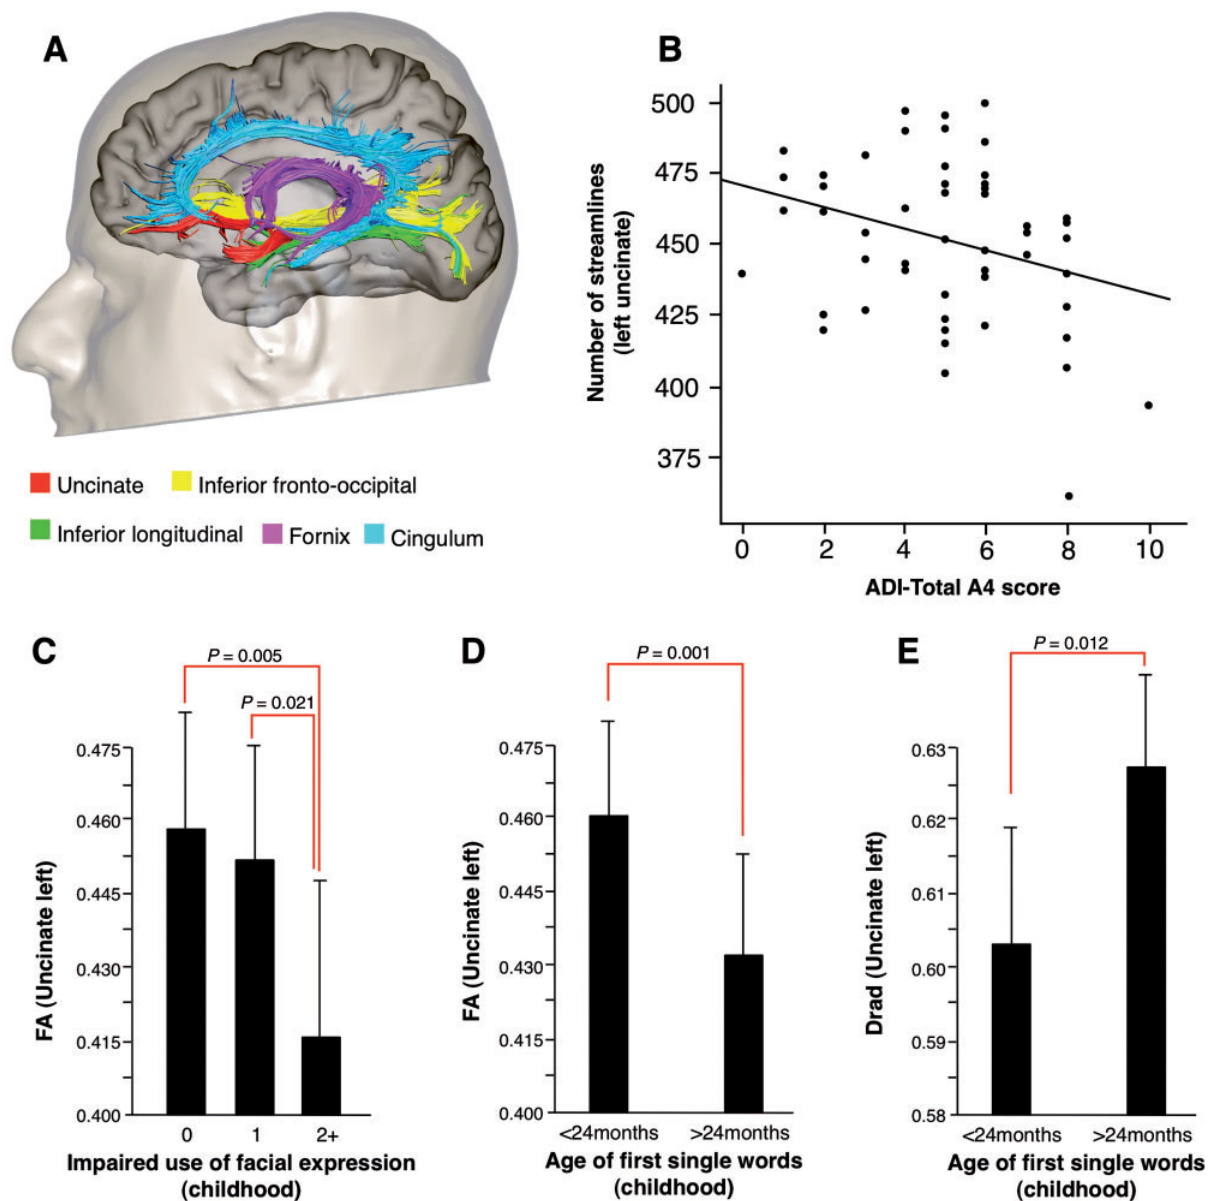 A
Uncinate
Inferior fronto-occipital
Inferior longitudinal
Fornix
Cingulum
B
Number of streamlines
(left uncinate)
500
475
450
425
400
375
0 2 4 6 8 10
ADI-Total A4 score
C
P = 0.005
P = 0.021
FA (Uncinate left)
0.475
0.460
0.445
0.430
0.415
0.400
0 1 2+
Impaired use of facial expression
(childhood)
D
P = 0.001
FA (Uncinate left)
0.475
0.460
0.445
0.430
0.415
0.400
<24months >24months
Age of first single words
(childhood)
E
P = 0.012
Drad (Uncinate left)
0.63
0.62
0.61
0.60
0.59
0.58
<24months >24months
Age of first single words
(childhood)